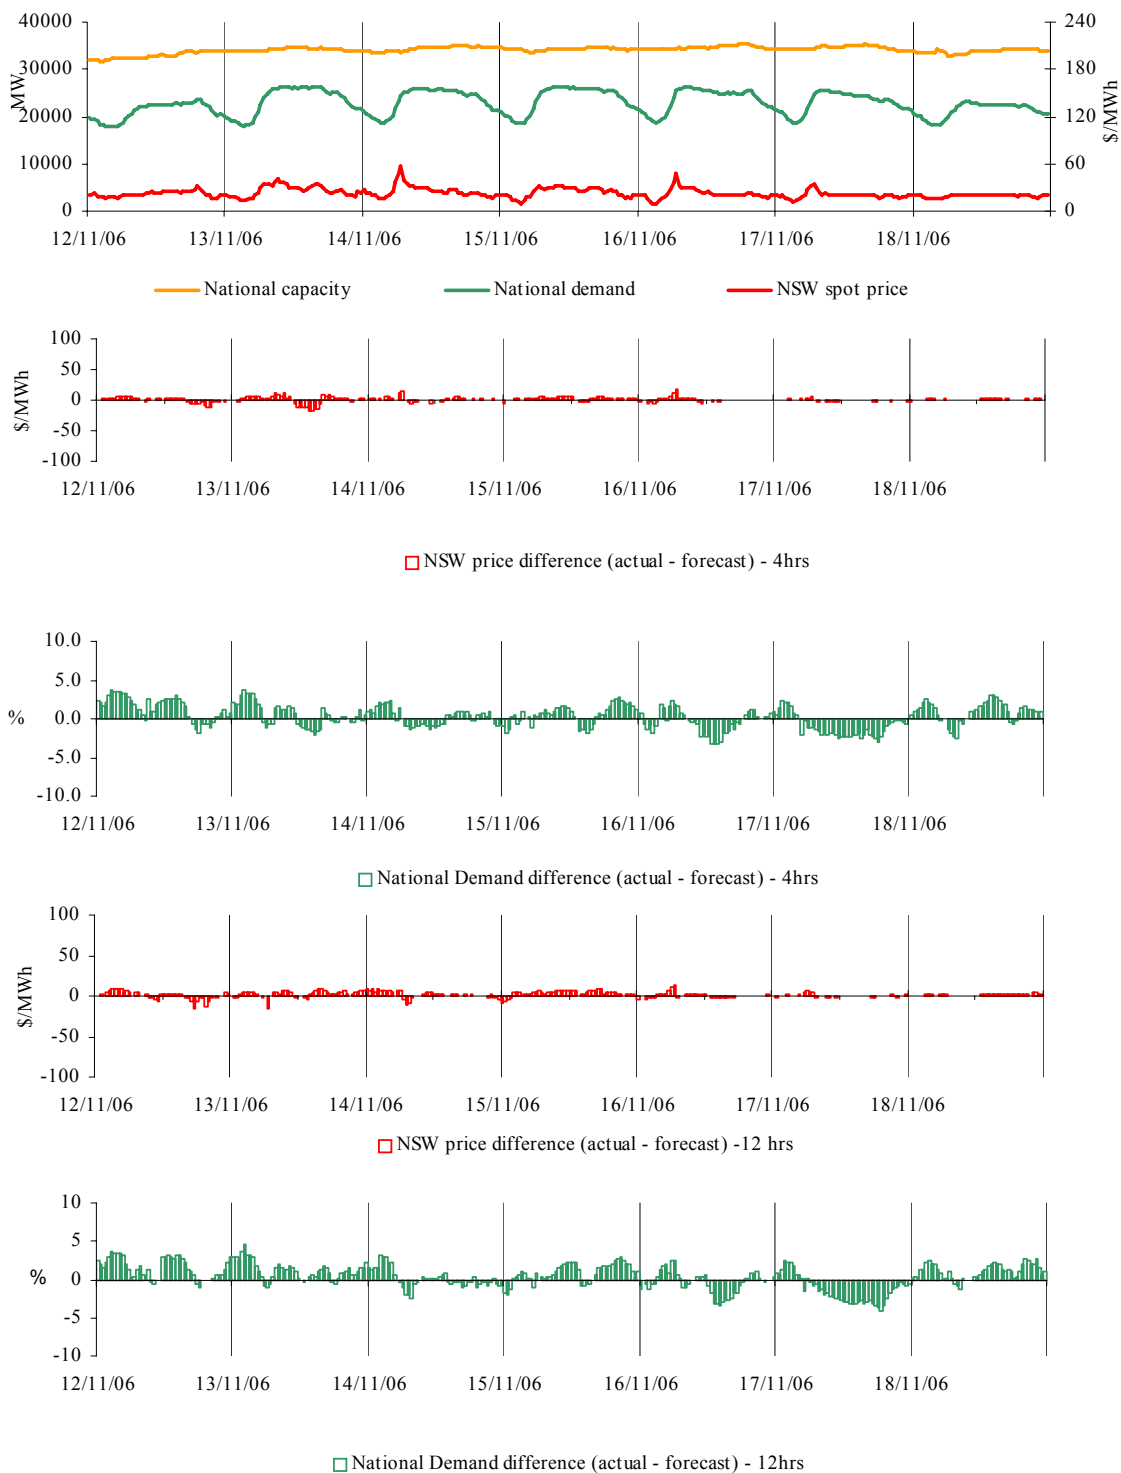 40000
30000
20000
10000
0
MW
240
180
120
60
0
$/MWh
12/11/06 13/11/06 14/11/06 15/11/06 16/11/06 17/11/06 18/11/06
National capacity National demand NSW spot price
100
50
0
-50
-100
$/MWh
12/11/06 13/11/06 14/11/06 15/11/06 16/11/06 17/11/06 18/11/06
NSW price difference (actual - forecast) - 4hrs
10.0
5.0
0.0
-5.0
-10.0
%
12/11/06 13/11/06 14/11/06 15/11/06 16/11/06 17/11/06 18/11/06
National Demand difference (actual - forecast) - 4hrs
100
50
0
-50
-100
$/MWh
12/11/06 13/11/06 14/11/06 15/11/06 16/11/06 17/11/06 18/11/06
NSW price difference (actual - forecast) -12 hrs
10
5
0
-5
-10
%
12/11/06 13/11/06 14/11/06 15/11/06 16/11/06 17/11/06 18/11/06
National Demand difference (actual - forecast) - 12hrs